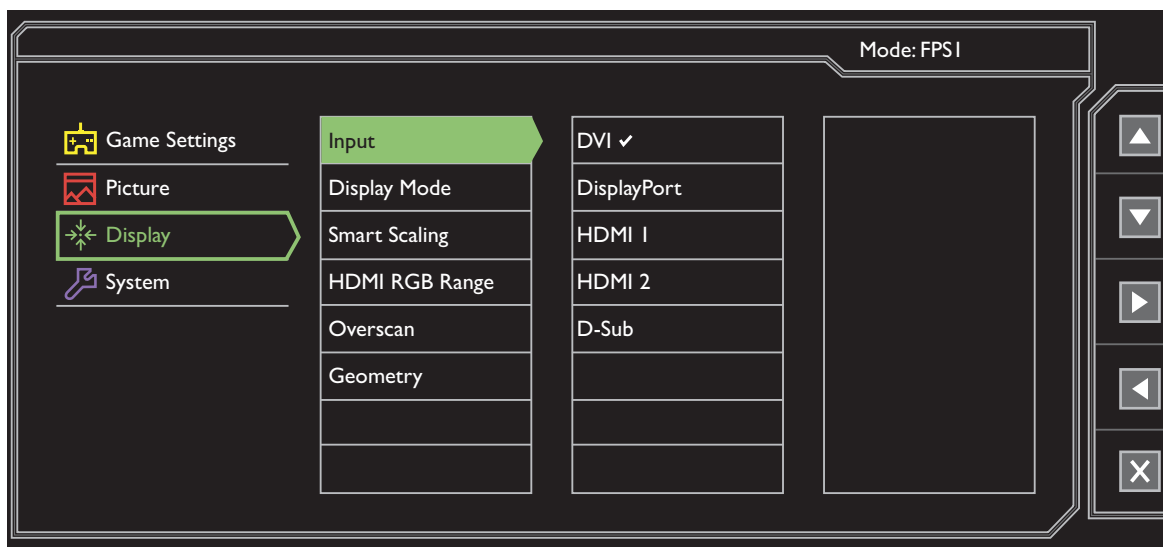 Mode: FPS1
Game Settings
Picture
Display
System
Input
Display Mode
Smart Scaling
HDMI RGB Range
Overscan
Geometry
DVI ✔
DisplayPort
HDMI 1
HDMI 2
D-Sub